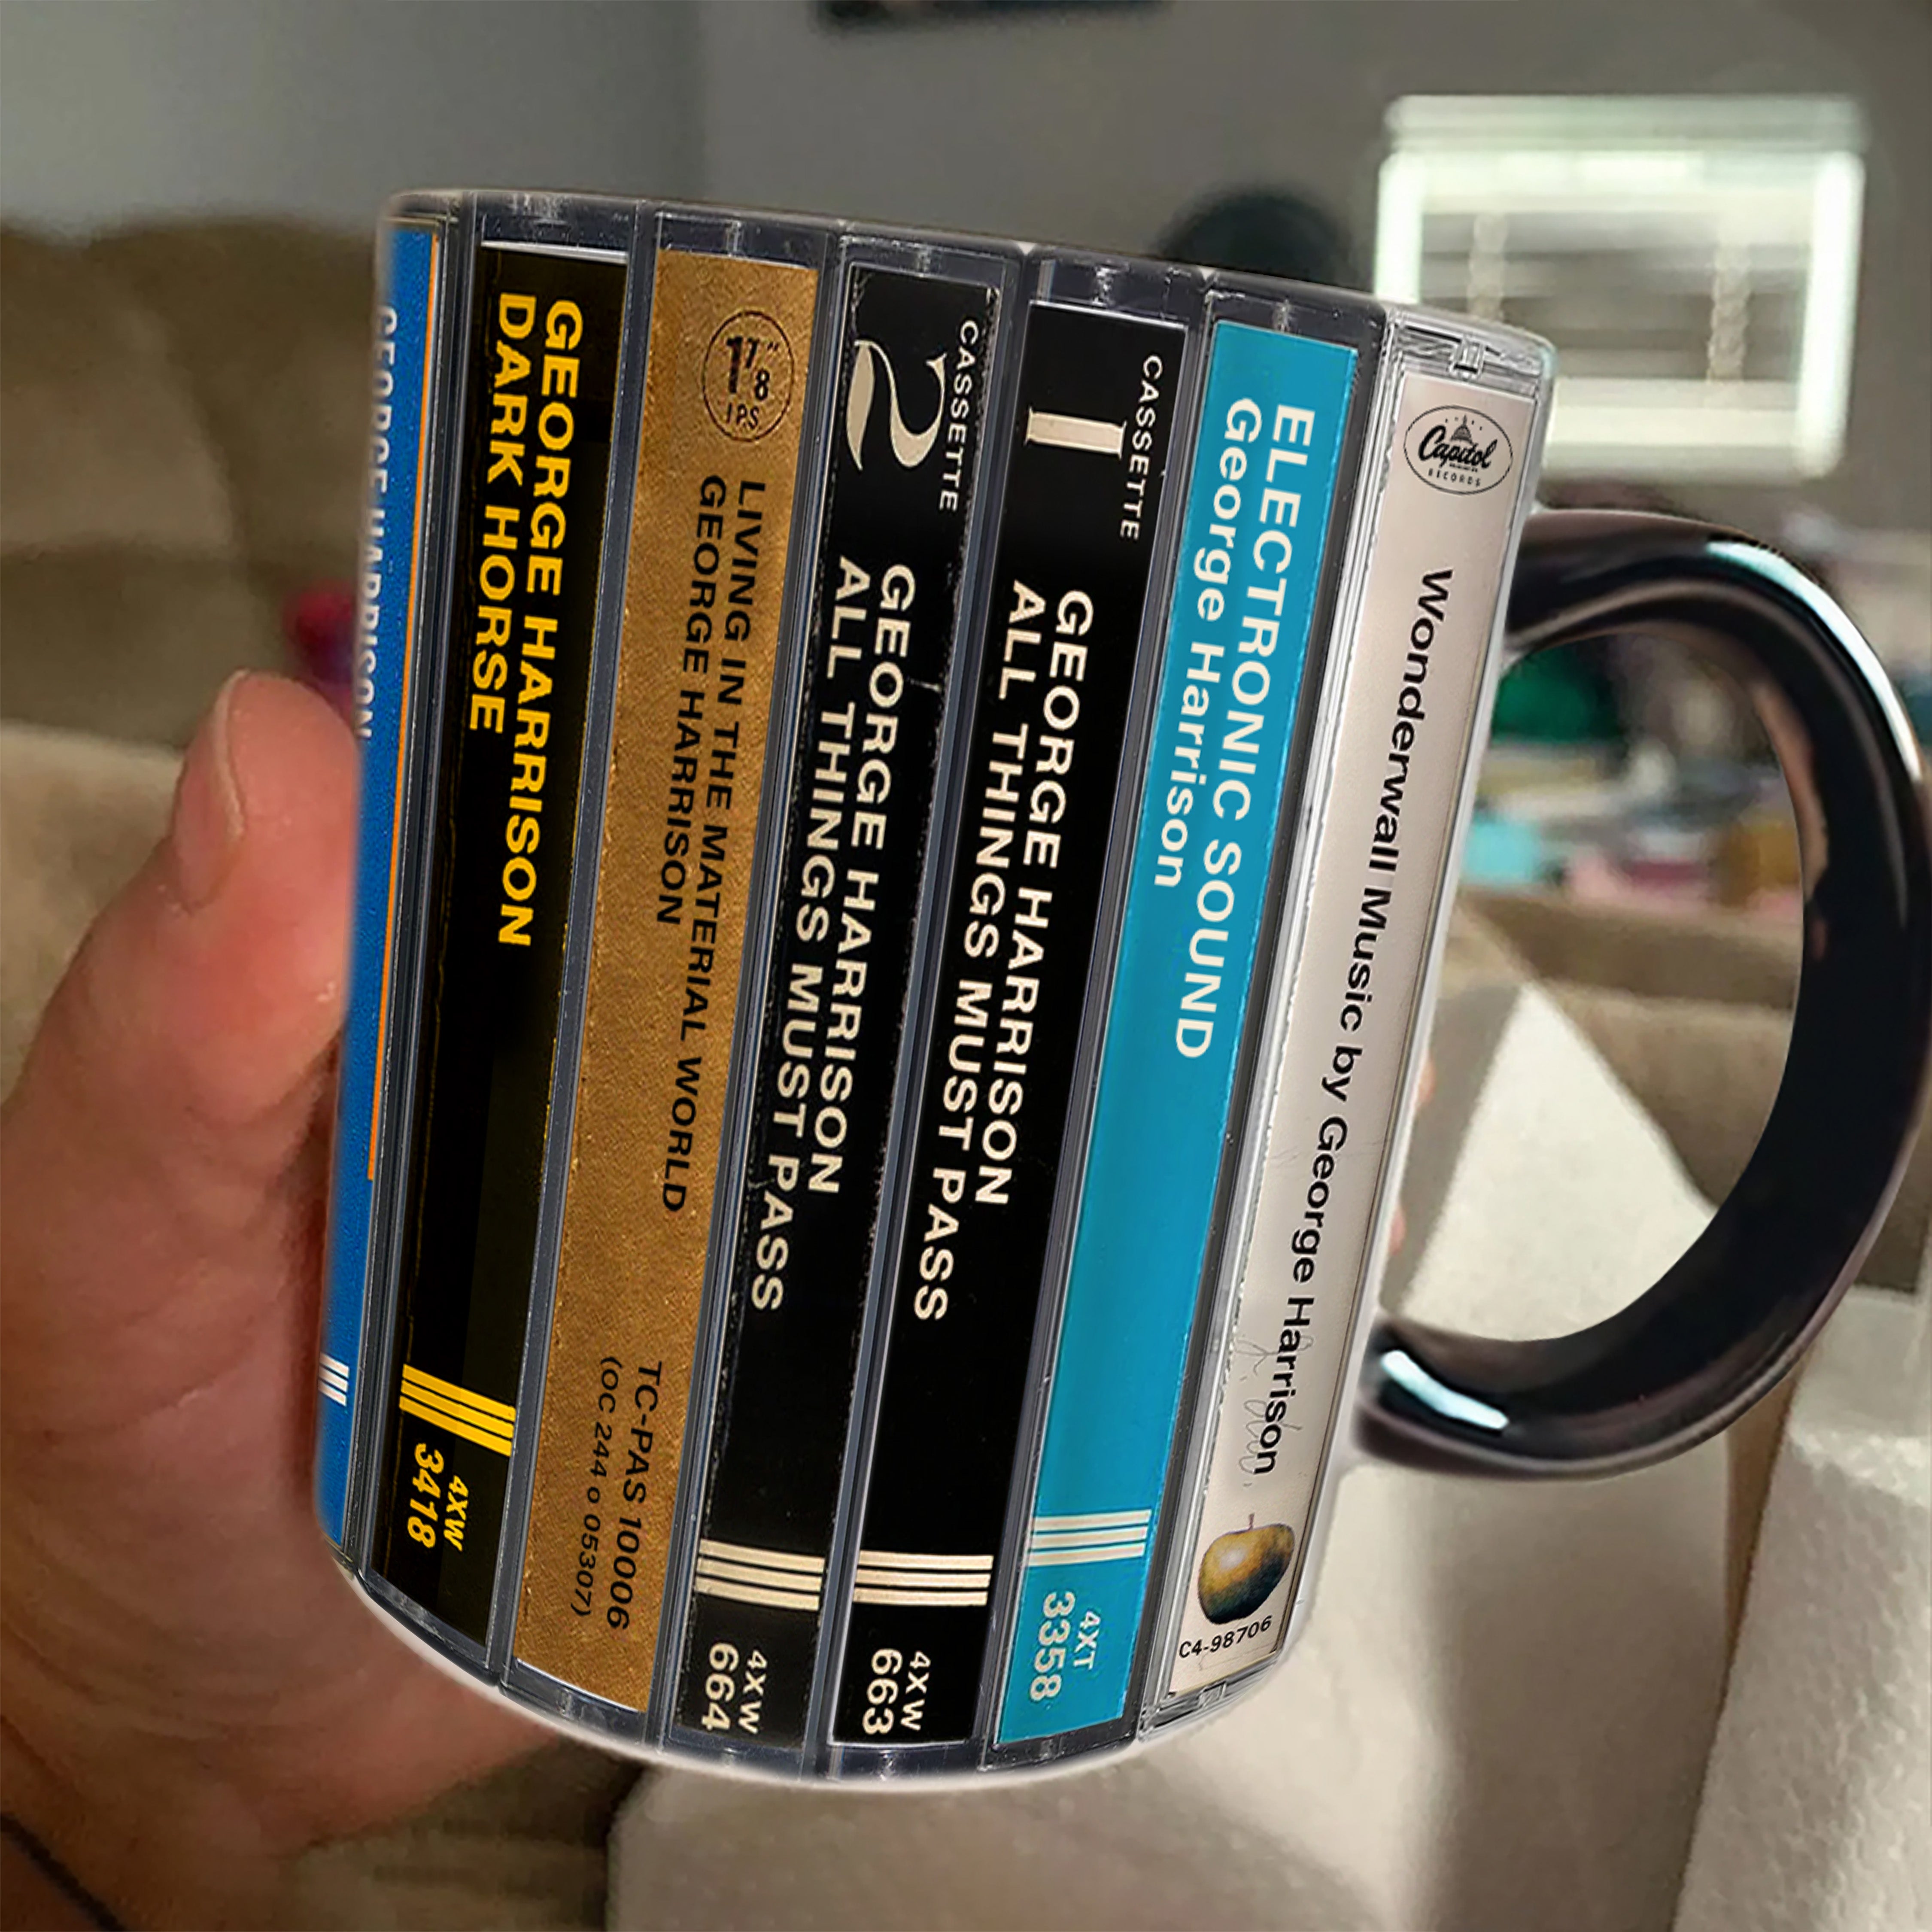 GEORGE HARRISON
GEORGE HARRISON
DARK HORSE
4XW
3418
1⅞"
IPS
LIVING IN THE MATERIAL WORLD
GEORGE HARRISON
TC-PAS 10006
(OC 244 o 05307)
CASSETTE
2
GEORGE HARRISON
ALL THINGS MUST PASS
4XW
664
CASSETTE
1
GEORGE HARRISON
ALL THINGS MUST PASS
4XW
663
ELECTRONIC SOUND
George Harrison
4XT
3358
Capitol
RECORDS
Wonderwall Music by George Harrison
C4-98706